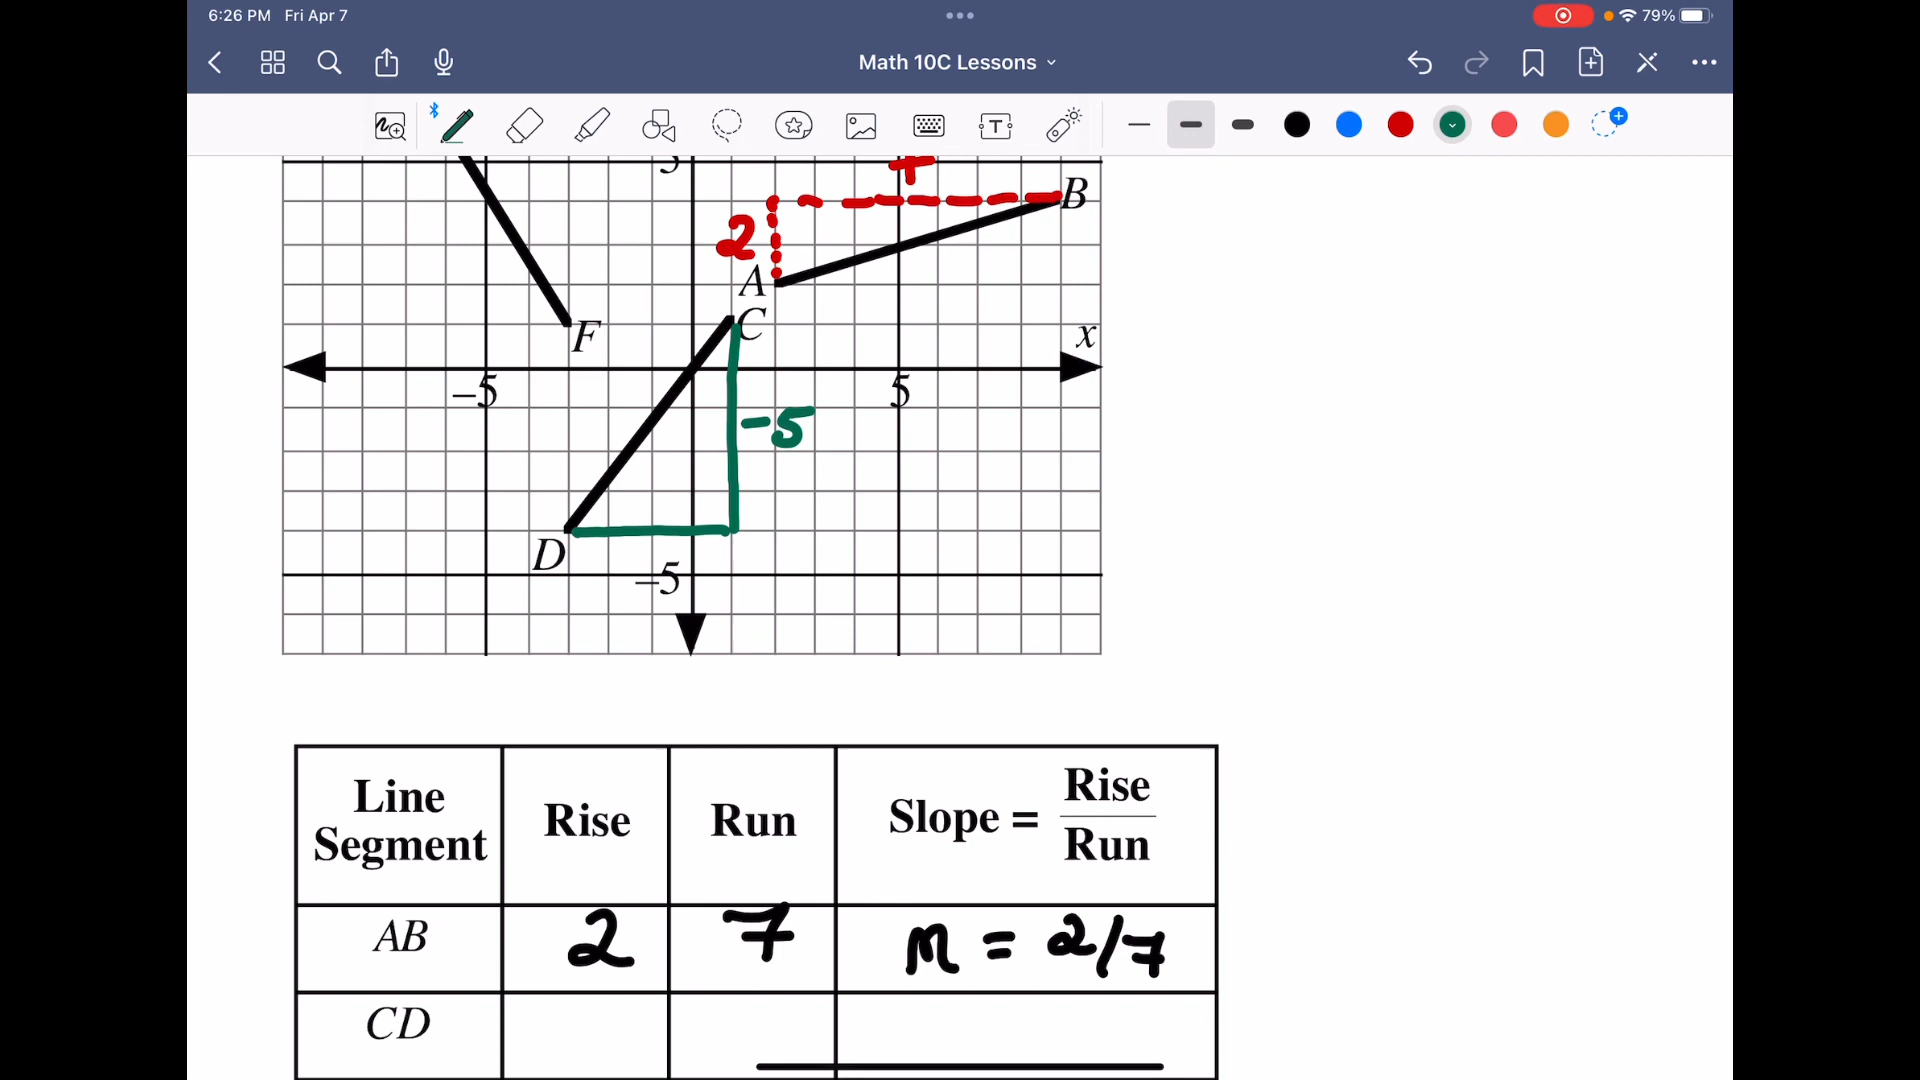 6:26 PM Fri Apr 7
79%
Math 10C Lessons
T
5
7
B
2
A
C
F
x
-5
5
-5
D
-5
Line Segment Rise Run Slope = Rise/Run
AB 2 7 m = 2/7
CD